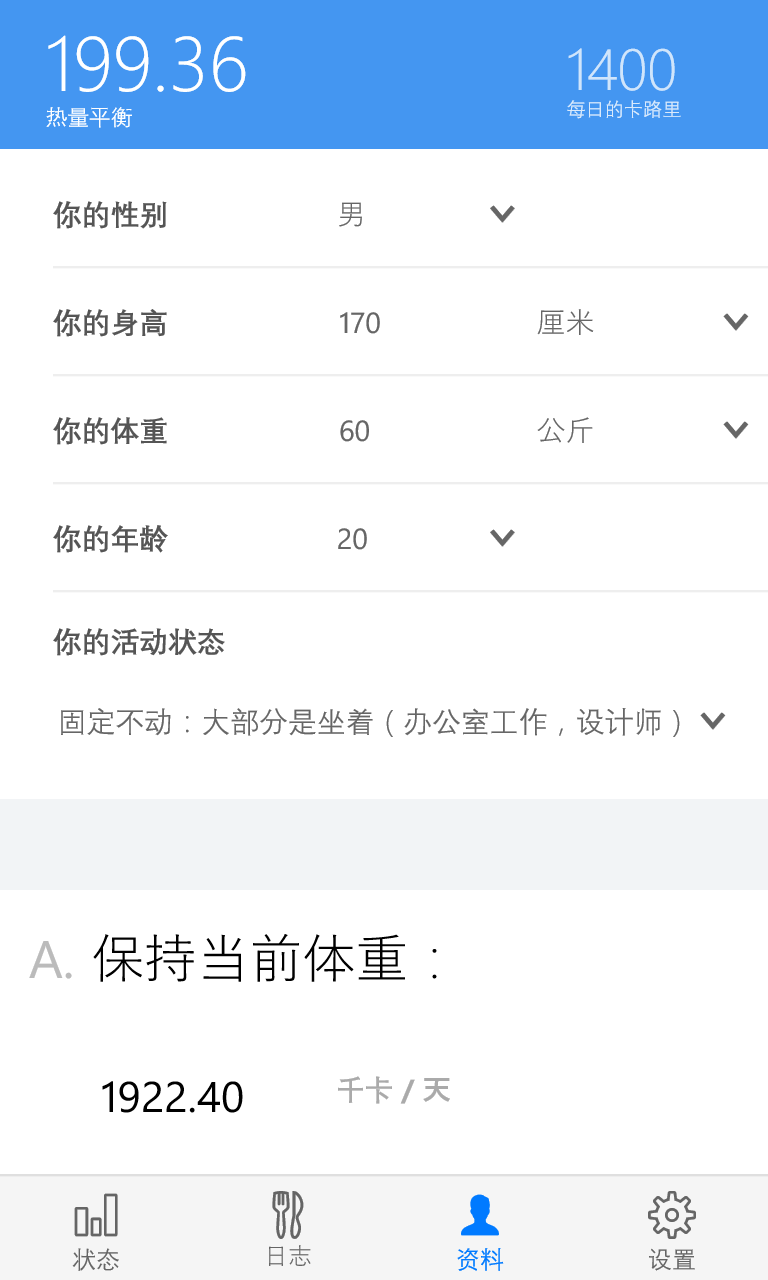 199.36
热量平衡
1400
每日的卡路里
你的性别 男
你的身高 170 厘米
你的体重 60 公斤
你的年龄 20
你的活动状态
固定不动：大部分是坐着（办公室工作，设计师）
A. 保持当前体重：
1922.40 千卡 / 天
状态 日志 资料 设置